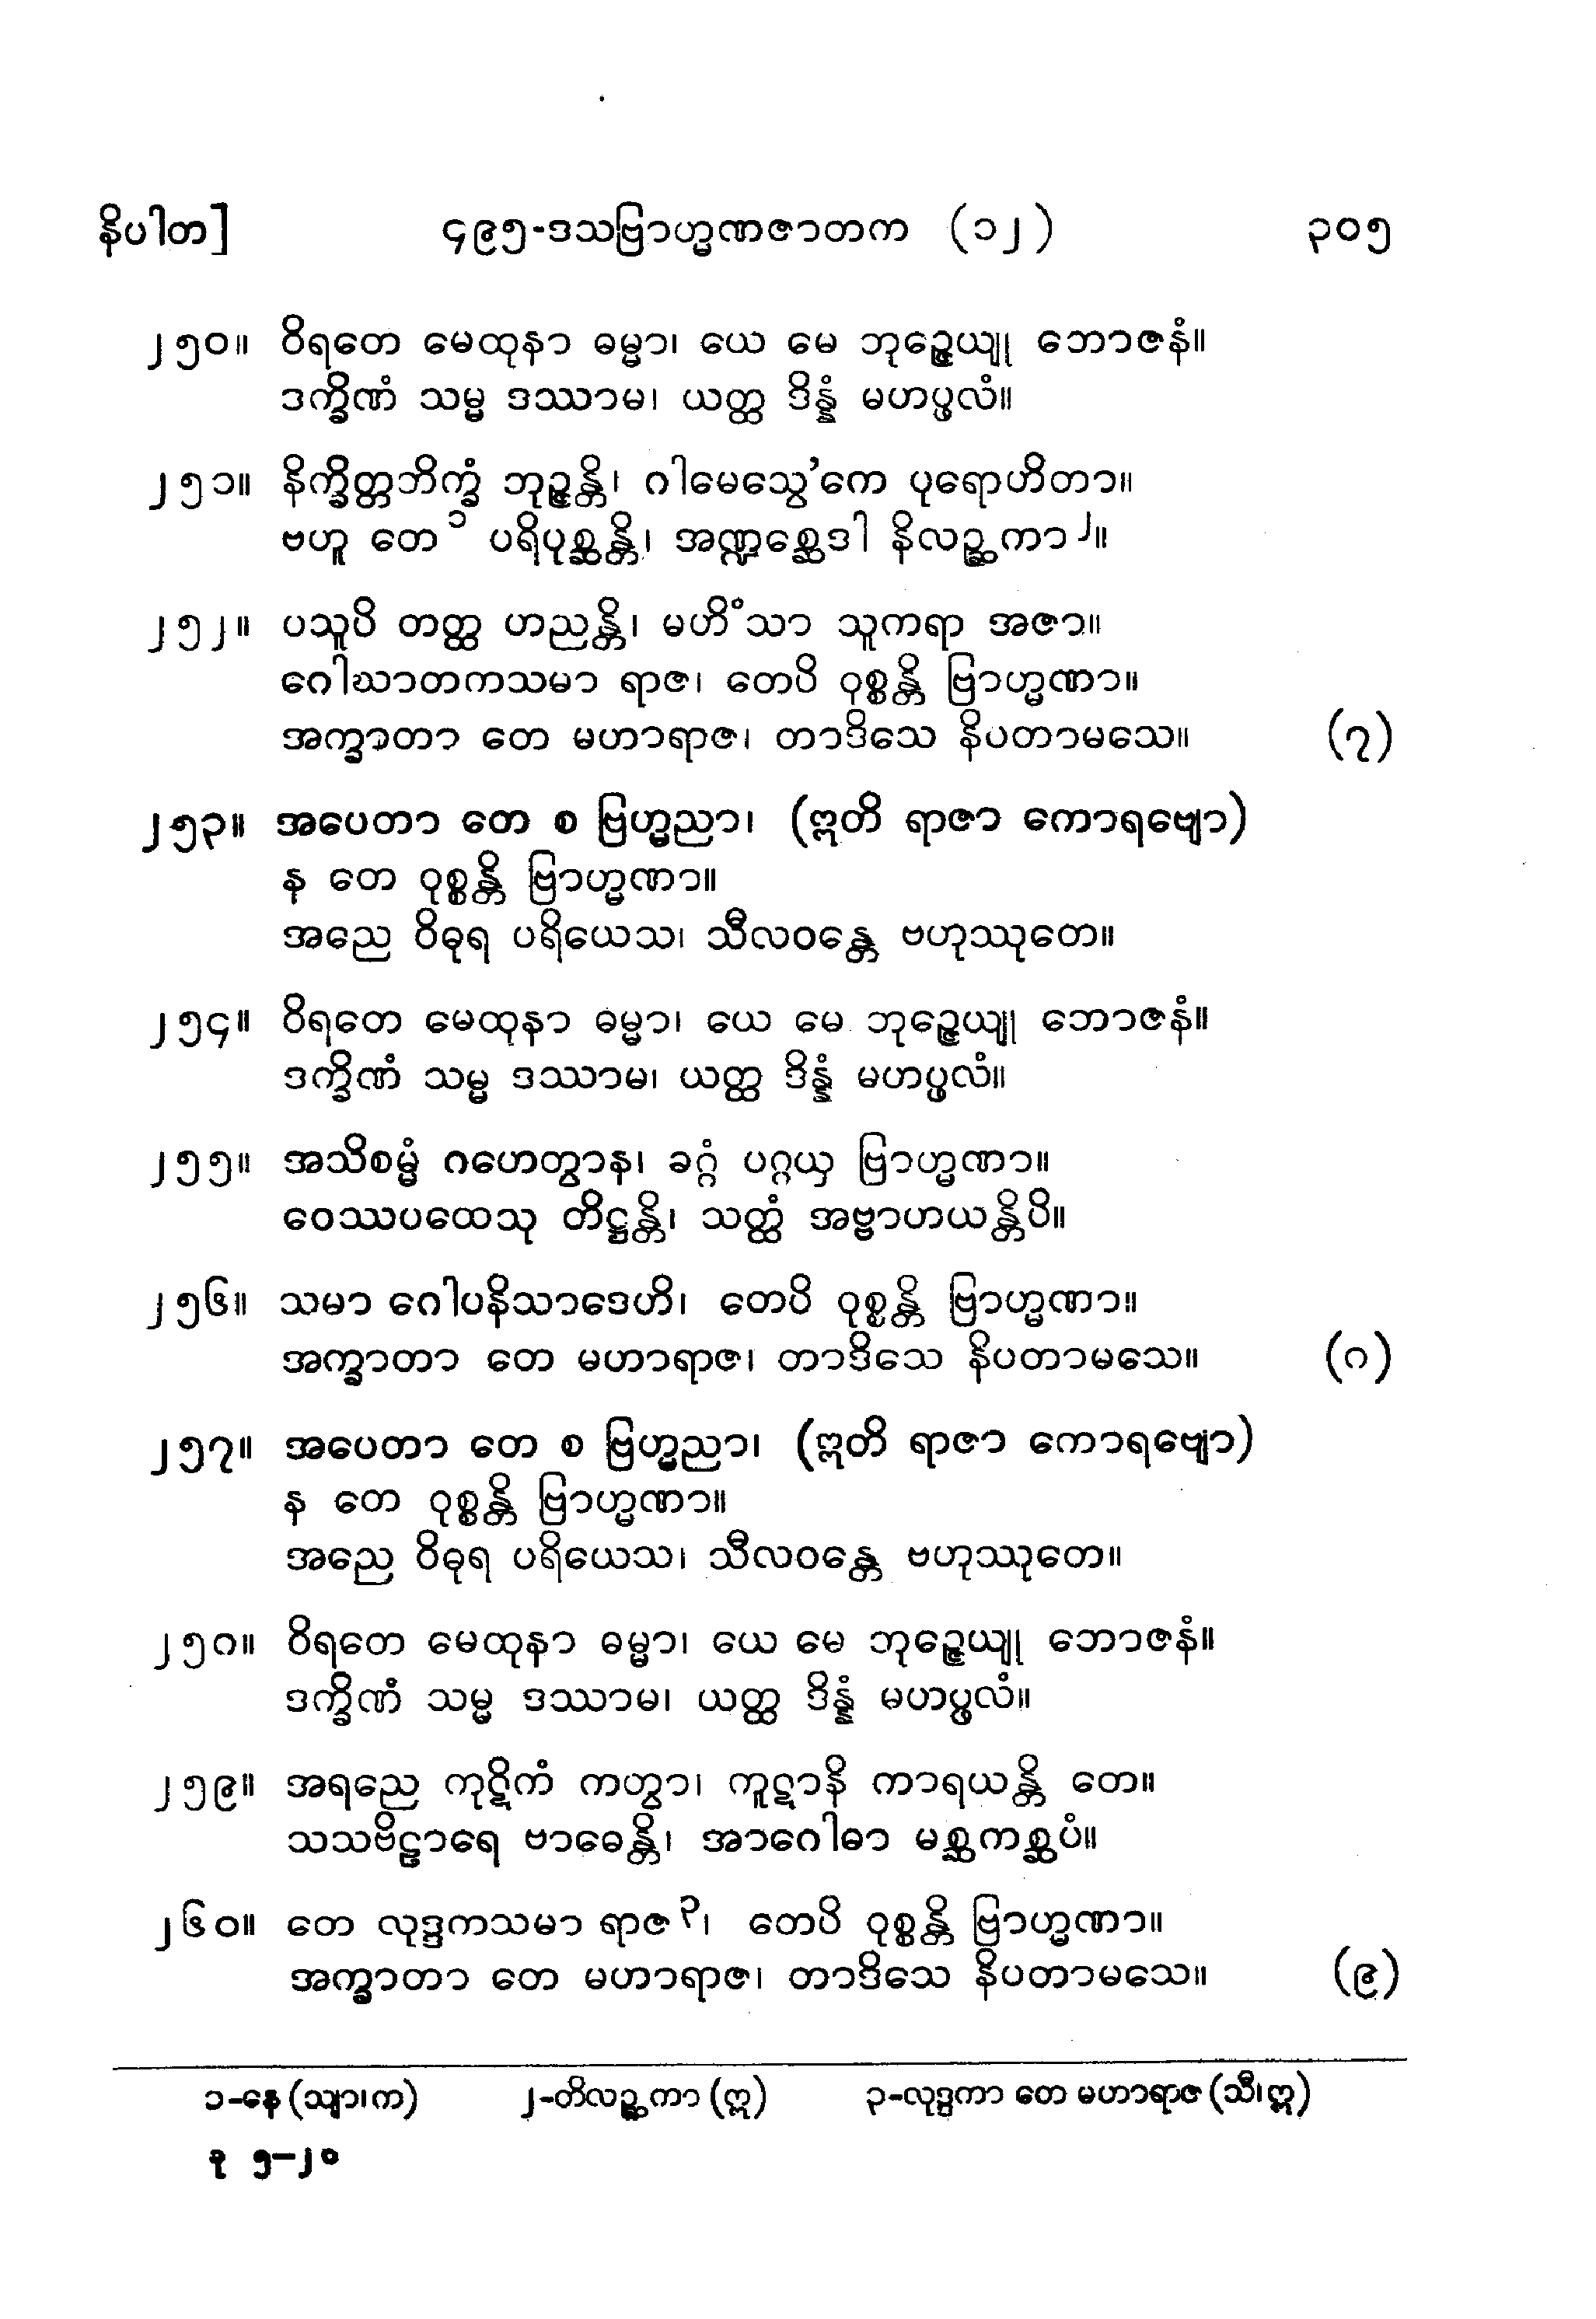 နိပါတ]	၄၉၅-ဒသဗြာဟ္မဏဇာတက (၁၂)	၃၀၅
၂၅၀။ ဝိရတေ မေထုနာ ဓမ္မာ၊ ယေ မေ ဘုဉ္ဇေယျု ဘောဇနံ။
ဒက္ခိဏံ သမ္မ ဒဿာမ၊ ယတ္ထ ဒိန္နံ မဟပ္ဖလံ။
၂၅၁။ နိက္ခိတ္တဘိက္ခံ ဘုဉ္ဇန္တိ၊ ဂါမေသွေ’ကေ ပုရောဟိတာ။
ဗဟူ တေ ၁ ပရိပုစ္ဆန္တိ၊ အဏ္ဍစ္ဆေဒါ နိလဉ္ဆကာ ၂။
၂၅၂။ ပသူပိ တတ္ထ ဟညန္တိ၊ မဟိံသာ သူကရာ အဇာ။
ဂေါဃာတကသမာ ရာဇ၊ တေပိ ဝုစ္စန္တိ ဗြာဟ္မဏာ။
အက္ခာတာ တေ မဟာရာဇ၊ တာဒိသေ နိပတာမသေ။ (၇)
၂၅၃။ အပေတာ တေ စ ဗြဟ္မညာ၊ (ဣတိ ရာဇာ ကောရဗျော)
န တေ ဝုစ္စန္တိ ဗြာဟ္မဏာ။
အညေ ဝိဓုရ ပရိယေသ၊ သီလဝန္တေ ဗဟုဿုတေ။
၂၅၄။ ဝိရတေ မေထုနာ ဓမ္မာ၊ ယေ မေ ဘုဉ္ဇေယျု ဘောဇနံ။
ဒက္ခိဏံ သမ္မ ဒဿာမ၊ ယတ္ထ ဒိန္နံ မဟပ္ဖလံ။
၂၅၅။ အသိစမ္မံ ဂဟေတွာန၊ ခဂ္ဂံ ပဂ္ဂယှ ဗြာဟ္မဏာ။
ဝေဿပထေသု တိဋ္ဌန္တိ၊ သတ္ထံ အဗ္ဗာဟယန္တိပိ။
၂၅၆။ သမာ ဂေါပနိသာဒေဟိ၊ တေပိ ဝုစ္စန္တိ ဗြာဟ္မဏာ။
အက္ခာတာ တေ မဟာရာဇ၊ တာဒိသေ နိပတာမသေ။ (၈)
၂၅၇။ အပေတာ တေ စ ဗြဟ္မညာ၊ (ဣတိ ရာဇာ ကောရဗျော)
န တေ ဝုစ္စန္တိ ဗြာဟ္မဏာ။
အညေ ဝိဓုရ ပရိယေသ၊ သီလဝန္တေ ဗဟုဿုတေ။
၂၅၈။ ဝိရတေ မေထုနာ ဓမ္မာ၊ ယေ မေ ဘုဉ္ဇေယျု ဘောဇနံ။
ဒက္ခိဏံ သမ္မ ဒဿာမ၊ ယတ္ထ ဒိန္နံ မဟပ္ဖလံ။
၂၅၉။ အရညေ ကုဋိကံ ကတွာ၊ ကူဋာနိ ကာရယန္တိ တေ။
သသဗိဠာရေ ဗာဓေန္တိ၊ အာဂေါဓာ မစ္ဆကစ္ဆပံ။
၂၆၀။ တေ လုဒ္ဒကသမာ ရာဇ ၃၊ တေပိ ဝုစ္စန္တိ ဗြာဟ္မဏာ။
အက္ခာတာ တေ မဟာရာဇ၊ တာဒိသေ နိပတာမသေ။ (၉)
၁-နေ (သျာ၊က)	၂-တိလဉ္ဆကာ (ဣ)	၃-လုဒ္ဒကာ တေ မဟာရာဇ (သီ၊ဣ)
နု ၅–၂၀